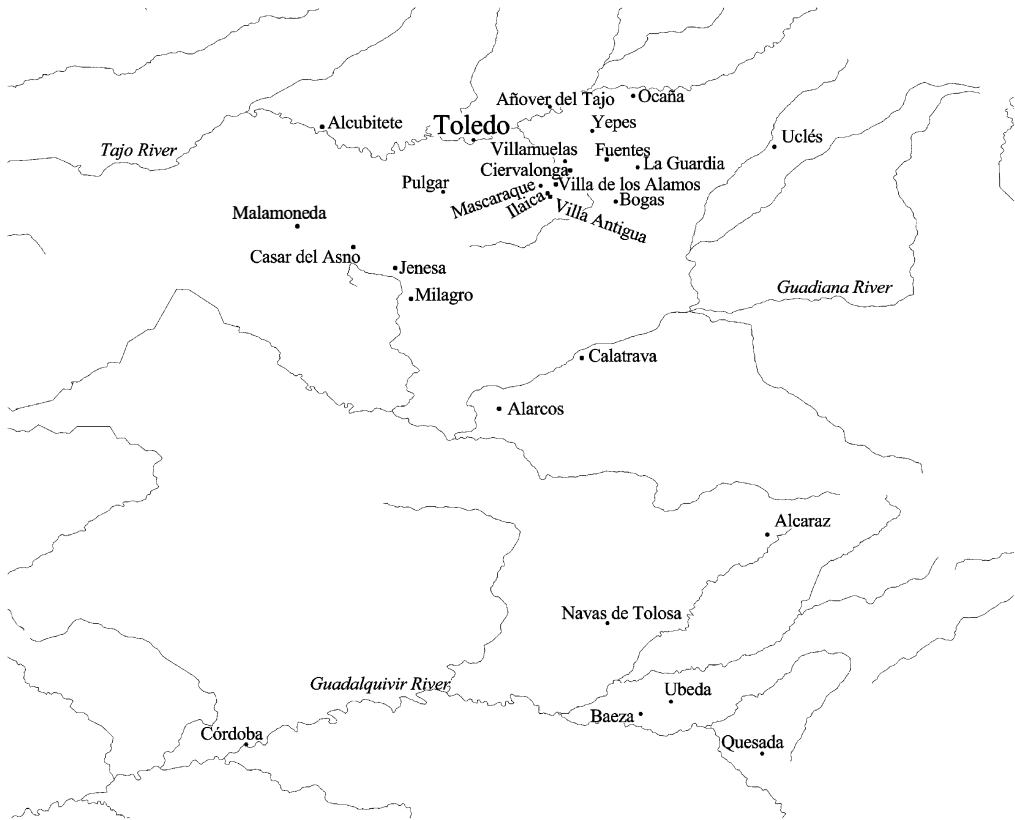 Añover del Tajo
Ocaña
Alcubitete
Toledo
Yepes
Uclés
Tajo River
Villamuelas
Fuentes
Ciervalonga
La Guardia
Pulgar
Mascaraque
Villa de los Alamos
Ilaica
Bogas
Villa Antigua
Malamoneda
Casar del Asno
Jenesa
Guadiana River
Milagro
Calatrava
Alarcos
Alcaraz
Navas de Tolosa
Guadalquivir River
Ubeda
Baeza
Córdoba
Quesada